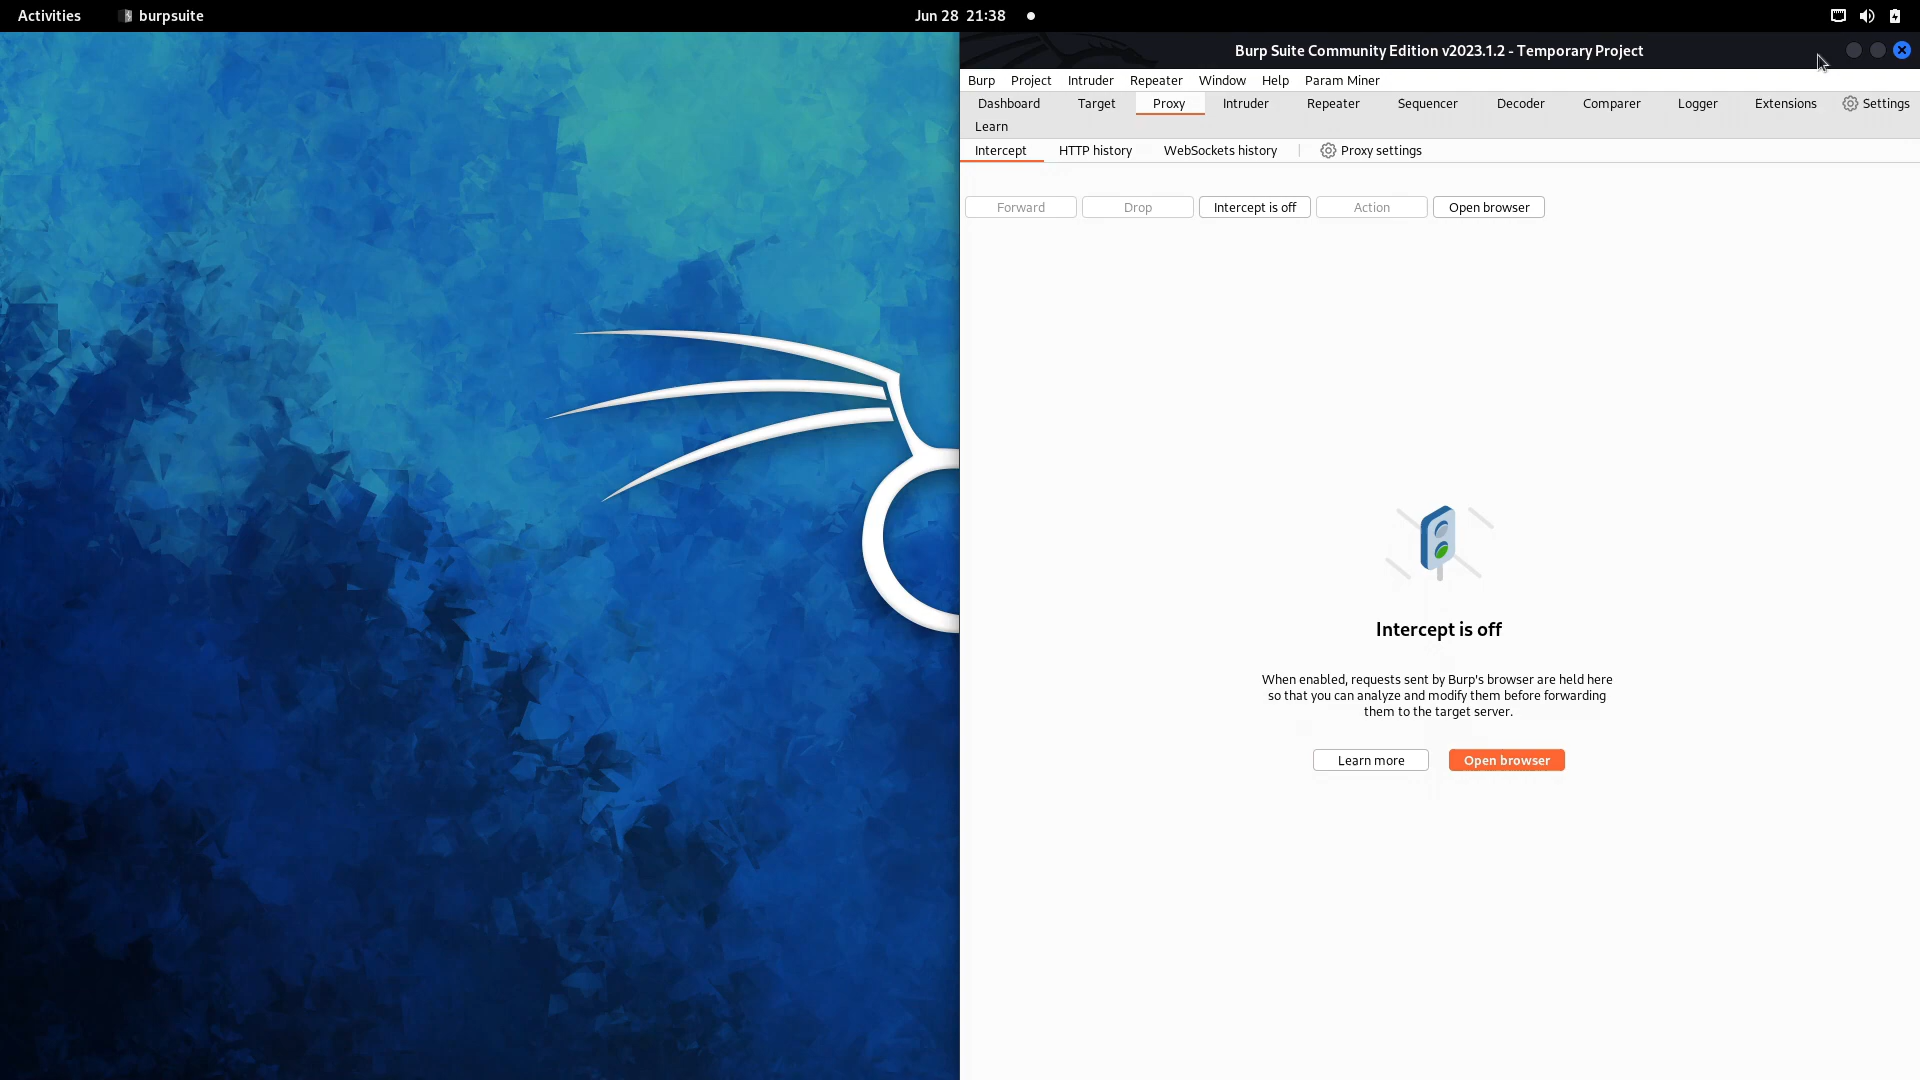 Activities burpsuite Jun 28 21:38
Burp Suite Community Edition v2023.1.2 - Temporary Project
Burp Project Intruder Repeater Window Help Param Miner
Dashboard Target Proxy Intruder Repeater Sequencer Decoder Comparer Logger Extensions Settings
Learn
Intercept HTTP history WebSockets history Proxy settings
Forward Drop Intercept is off Action Open browser
Intercept is off
When enabled, requests sent by Burp's browser are held here
so that you can analyze and modify them before forwarding
them to the target server.
Learn more Open browser